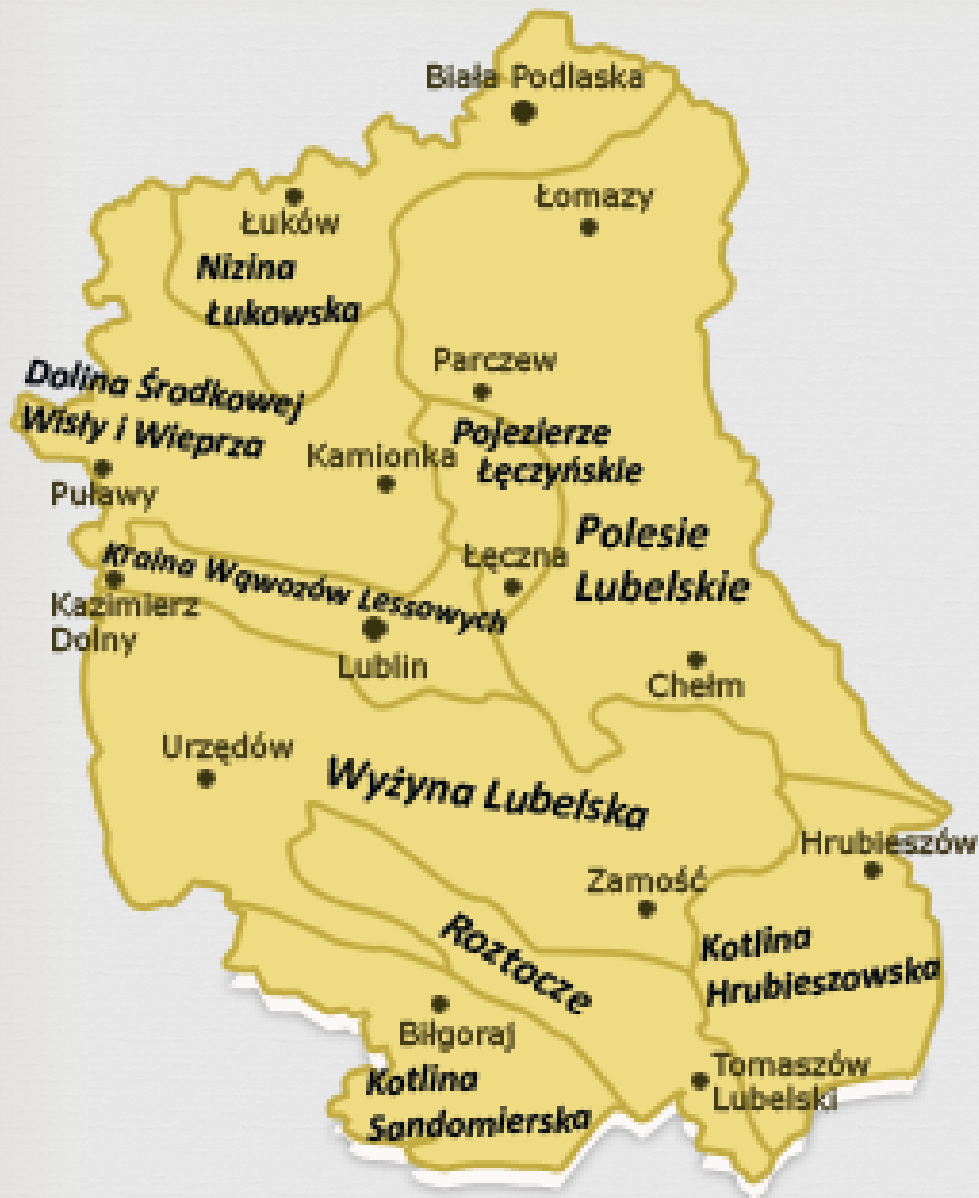 Biała Podlaska
Łomazy
Łuków
Nizina
Łukowska
Parczew
Dolina Środkowej
Wisły i Wieprza
Pojezierze
Łęczyńskie
Kamionka
Puławy
Polesie
Lubelskie
Kraina Wąwozów Lessowych
Łęczna
Kazimierz
Dolny
Lublin
Chełm
Urzędów
Wyżyna Lubelska
Hrubieszów
Zamość
Roztocze
Kotlina
Hrubieszowska
Biłgoraj
Kotlina
Sandomierska
Tomaszów
Lubelski